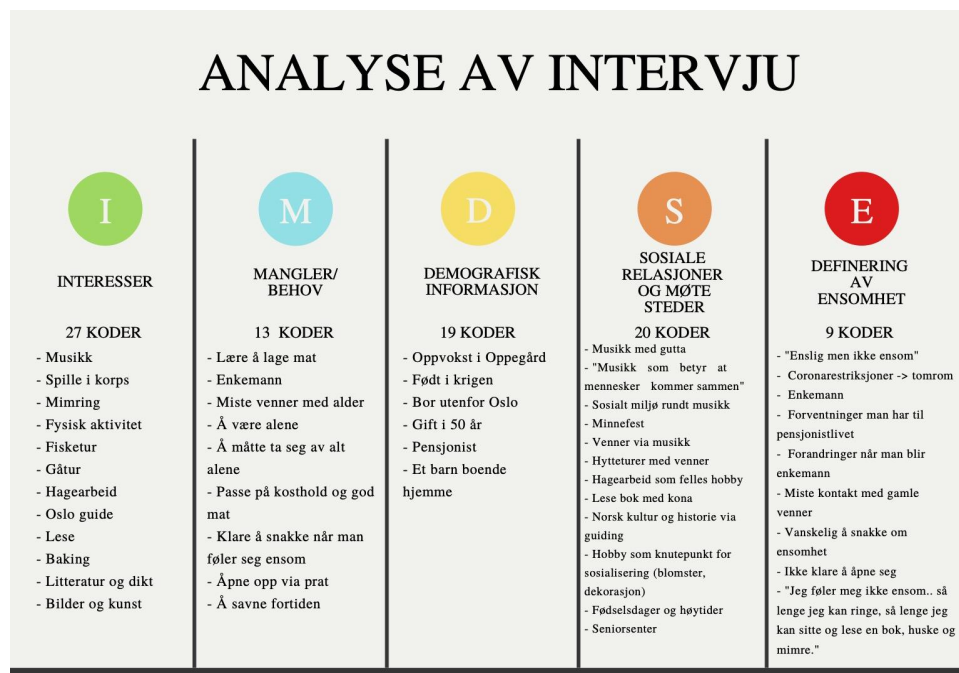 ANALYSE AV INTERVJU
I
INTERESSER
27 KODER
- Musikk
- Spille i korps
- Mimring
- Fysisk aktivitet
- Fisketur
- Gåtur
- Hagearbeid
- Oslo guide
- Lese
- Baking
- Litteratur og dikt
- Bilder og kunst
M
MANGLER/
BEHOV
13 KODER
- Lære å lage mat
- Enkemann
- Miste venner med alder
- Å være alene
- Å måtte ta seg av alt
alene
- Passe på kosthold og god
mat
- Klare å snakke når man
føler seg ensom
- Åpne opp via prat
- Å savne fortiden
D
DEMOGRAFISK
INFORMASJON
19 KODER
- Oppvokst i Oppegård
- Født i krigen
- Bor utenfor Oslo
- Gift i 50 år
- Pensjonist
- Et barn boende
hjemme
S
SOSIALE
RELASJONER
OG MØTE
STEDER
20 KODER
- Musikk med gutta
- "Musikk som betyr at
mennesker kommer sammen"
- Sosialt miljø rundt musikk
- Minnefest
- Venner via musikk
- Hytteturer med venner
- Hagearbeid som felles hobby
- Lese bok med kona
- Norsk kultur og historie via
guiding
- Hobby som knutepunkt for
sosialisering (blomster,
dekorasjon)
- Fødselsdager og høytider
- Seniorsenter
E
DEFINERING
AV
ENSOMHET
9 KODER
- "Enslig men ikke ensom"
- Coronarestriksjoner -> tomrom
- Enkemann
- Forventninger man har til
pensjonistlivet
- Forandringer når man blir
enkemann
- Miste kontakt med gamle
venner
- Vanskelig å snakke om
ensomhet
- Ikke klare å åpne seg
- "Jeg føler meg ikke ensom.. så
lenge jeg kan ringe, så lenge jeg
kan sitte og lese en bok, huske og
mimre."